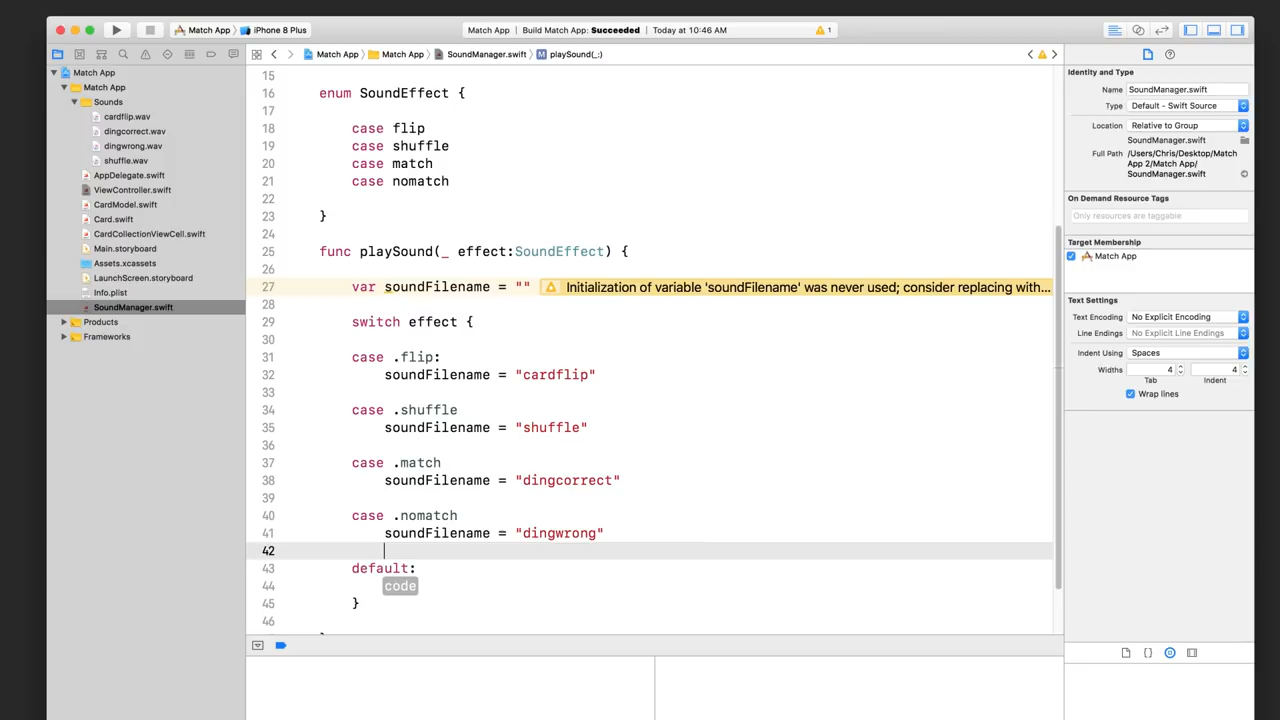 Match App
iPhone 8 Plus
Match App | Build Match App: Succeeded | Today at 10:46 AM
1
Match App
Match App
SoundManager.swift
M
playSound(_:)
Match App
Match App
Sounds
cardflip.wav
dingcorrect.wav
dingwrong.wav
shuffle.wav
AppDelegate.swift
ViewController.swift
CardModel.swift
Card.swift
CardCollectionViewCell.swift
Main.storyboard
Assets.xcassets
LaunchScreen.storyboard
Info.plist
SoundManager.swift
Products
Frameworks
15
16 enum SoundEffect {
17
18 case flip
19 case shuffle
20 case match
21 case nomatch
22
23 }
24
25 func playSound(_ effect:SoundEffect) {
26
27 var soundFilename = "" Initialization of variable 'soundFilename' was never used; consider replacing with...
28
29 switch effect {
30
31 case .flip:
32 soundFilename = "cardflip"
33
34 case .shuffle
35 soundFilename = "shuffle"
36
37 case .match
38 soundFilename = "dingcorrect"
39
40 case .nomatch
41 soundFilename = "dingwrong"
42
43 default:
44 code
45 }
46
Identity and Type
Name SoundManager.swift
Type Default - Swift Source
Location Relative to Group
SoundManager.swift
Full Path /Users/Chris/Desktop/Match
App 2/Match App/
SoundManager.swift
On Demand Resource Tags
Only resources are taggable
Target Membership
Match App
Text Settings
Text Encoding No Explicit Encoding
Line Endings No Explicit Line Endings
Indent Using Spaces
Widths 4 4
Tab Indent
Wrap lines